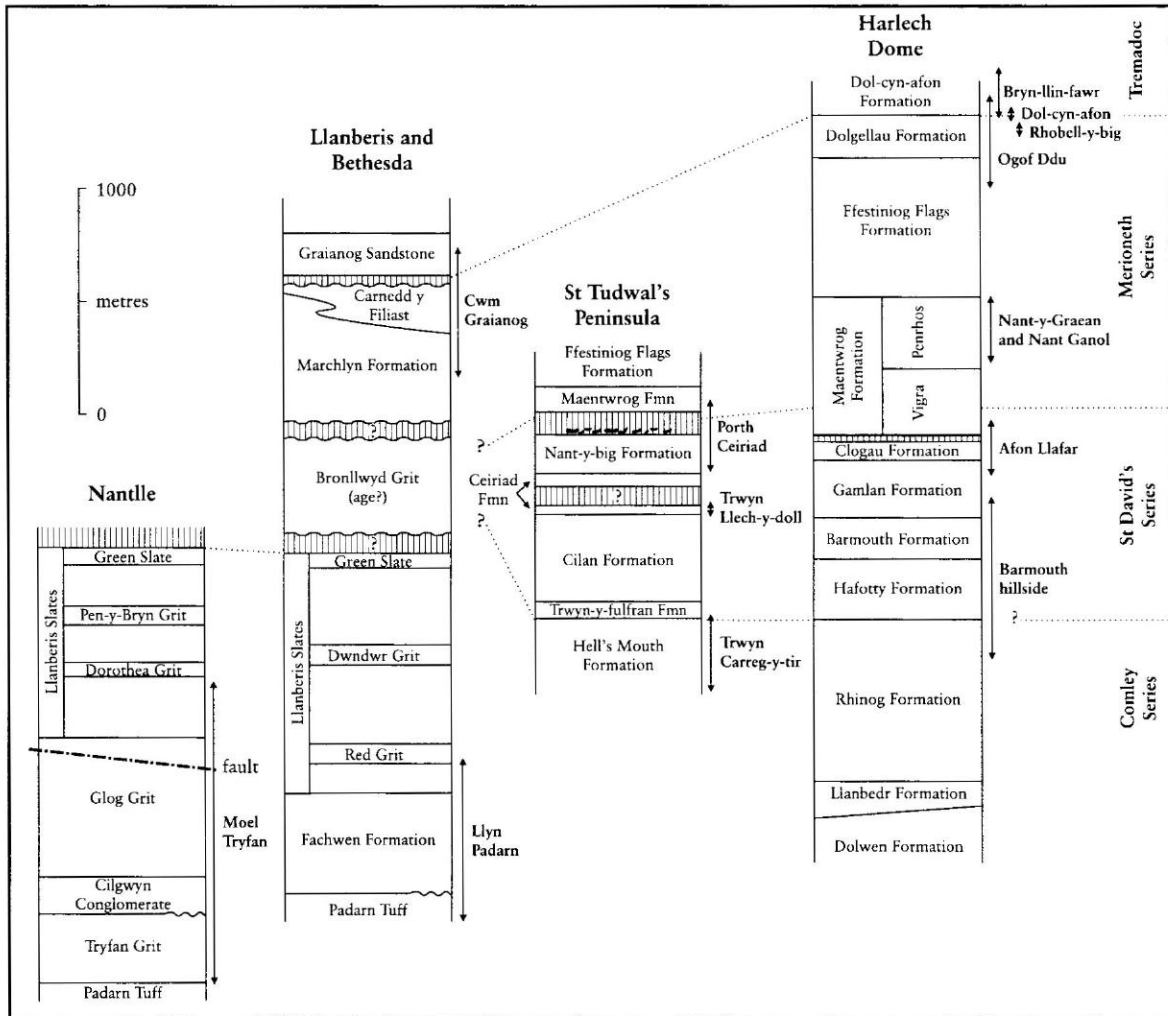 Harlech
Dome
Tremadoc
Dol-cyn-afon
Formation
Bryn-llin-fawr
Dol-cyn-afon
Rhobell-y-big
Dolgellau Formation
Ogof Ddu
Ffestiniog Flags
Formation
Merioneth
Series
Maentwrog
Formation
Penrhos
Vigra
Nant-y-Graean
and Nant Ganol
Clogau Formation
Afon Llafar
Gamlan Formation
St David's
Series
Barmouth Formation
Hafotty Formation
Barmouth
hillside
?
Rhinog Formation
Comley
Series
Llanbedr Formation
Dolwen Formation
Llanberis and
Bethesda
1000
metres
0
Graianog Sandstone
Carnedd y
Filiast
Cwm
Graianog
Marchlyn Formation
?
Bronllwyd Grit
(age?)
?
Green Slate
Llanberis Slates
Dwndwr Grit
Red Grit
Fachwen Formation
Llyn
Padarn
Padarn Tuff
St Tudwal's
Peninsula
Ffestiniog Flags
Formation
Maentwrog Fmn
Porth
Ceiriad
?
Nant-y-big Formation
Ceiriad
Fmn
?
Trwyn
Llech-y-doll
?
Cilan Formation
Trwyn-y-fulfran Fmn
Hell's Mouth
Formation
Trwyn
Carreg-y-tir
Nantlle
Green Slate
Llanberis Slates
Pen-y-Bryn Grit
Dorothea Grit
fault
Glog Grit
Moel
Tryfan
Cilgwyn
Conglomerate
Tryfan Grit
Padarn Tuff